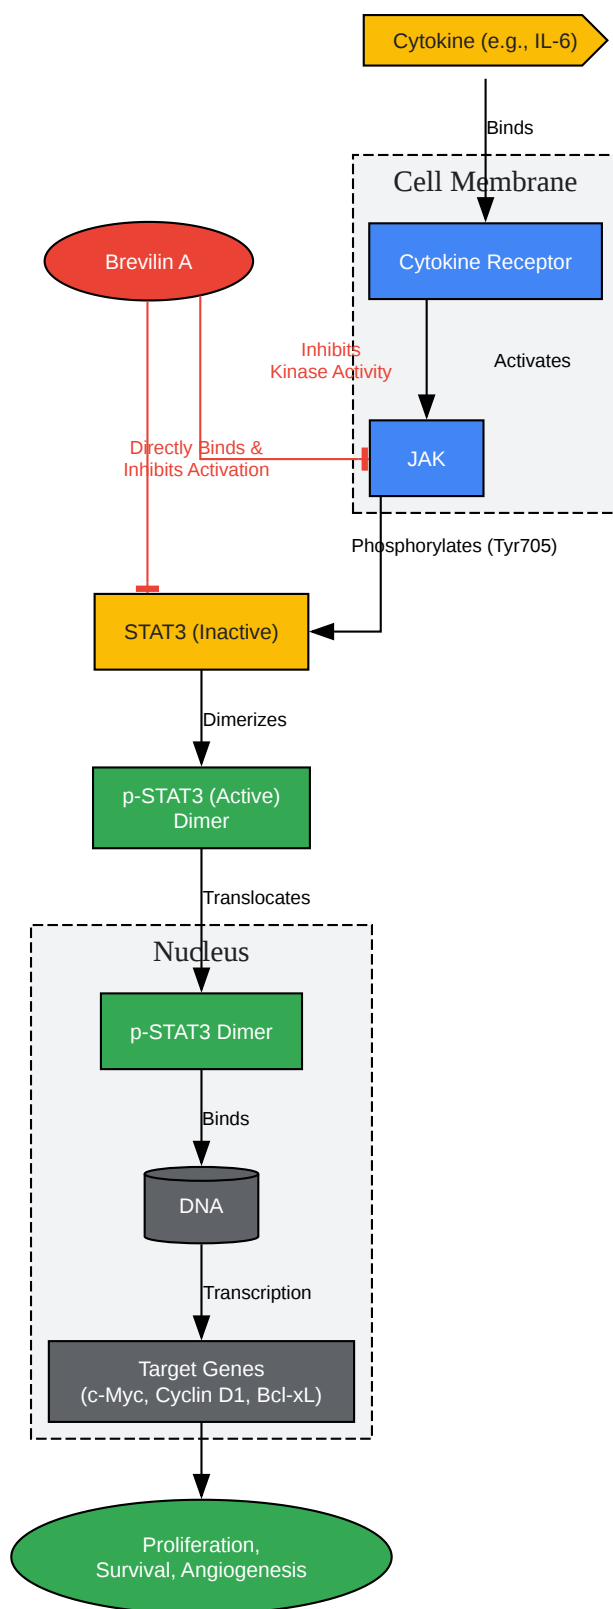 Cytokine (e.g., IL-6)
Binds
Cell Membrane
Brevilin A
Cytokine Receptor
Inhibits
Kinase Activity
Activates
Directly Binds &
Inhibits Activation
JAK
Phosphorylates (Tyr705)
STAT3 (Inactive)
Dimerizes
p-STAT3 (Active)
Dimer
Translocates
Nucleus
p-STAT3 Dimer
Binds
DNA
Transcription
Target Genes
(c-Myc, Cyclin D1, Bcl-xL)
Proliferation,
Survival, Angiogenesis